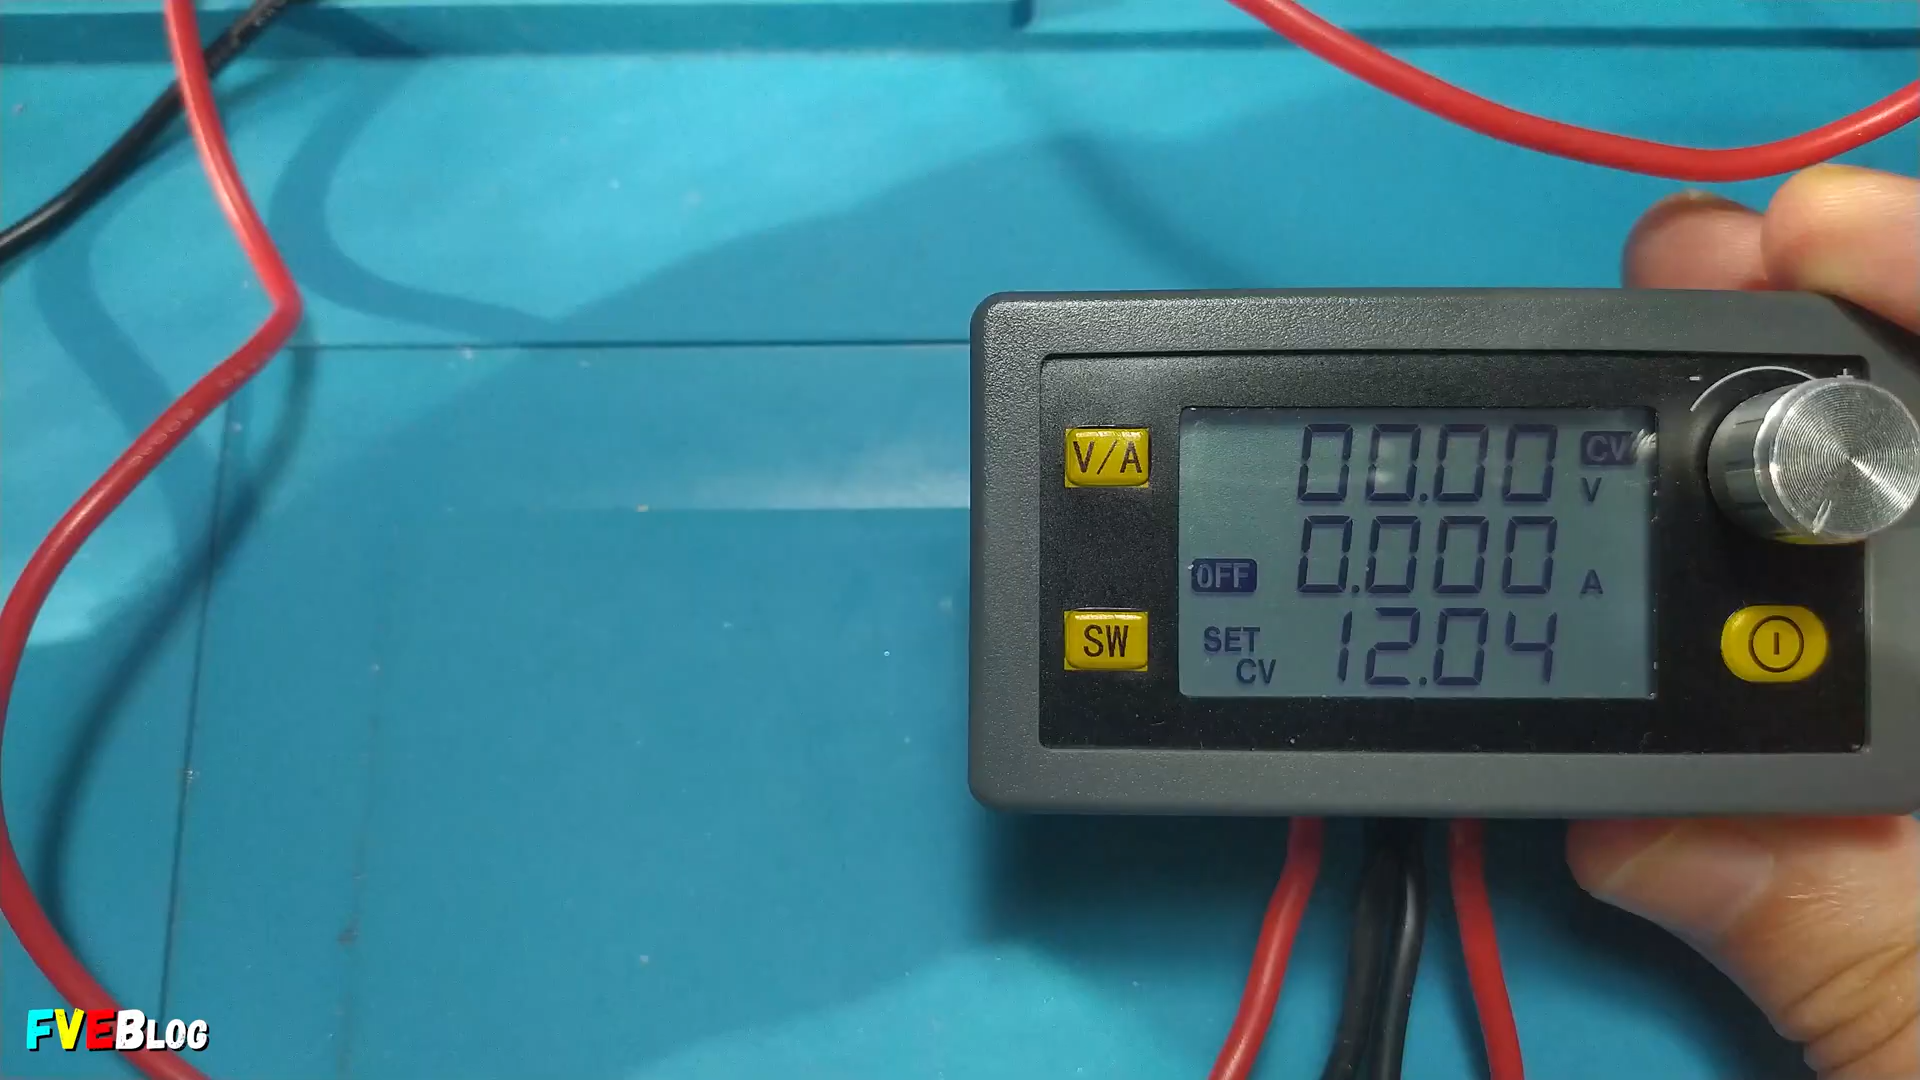 - +
V/A
00.00 CV
V
0.000 A
OFF
SW
SET
CV 12.04
FVEBLOG